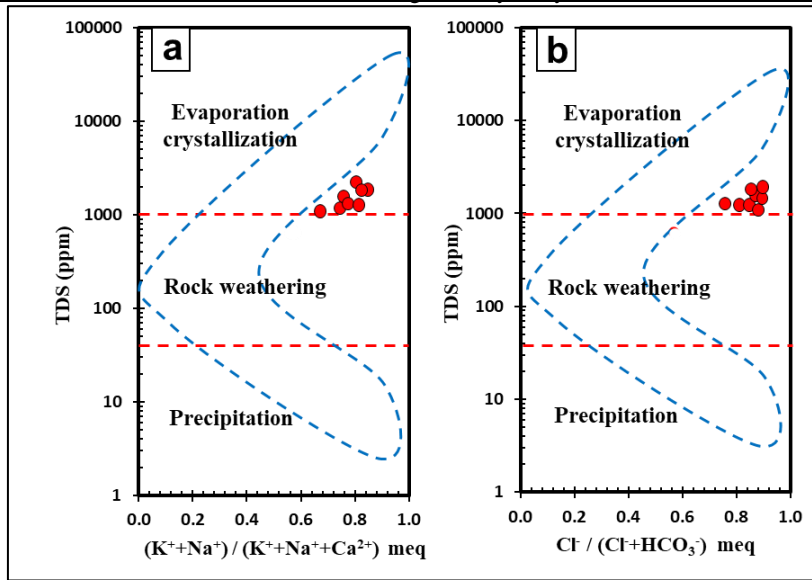 a
100000
10000
1000
100
10
1
TDS (ppm)
Evaporation
crystallization
Rock weathering
Precipitation
0.0 0.2 0.4 0.6 0.8 1.0
(K⁺+Na⁺) / (K⁺+Na⁺+Ca²⁺) meq
b
100000
10000
1000
100
10
1
TDS (ppm)
Evaporation
crystallization
Rock weathering
Precipitation
0.0 0.2 0.4 0.6 0.8 1.0
Cl⁻ / (Cl⁻+HCO₃⁻) meq